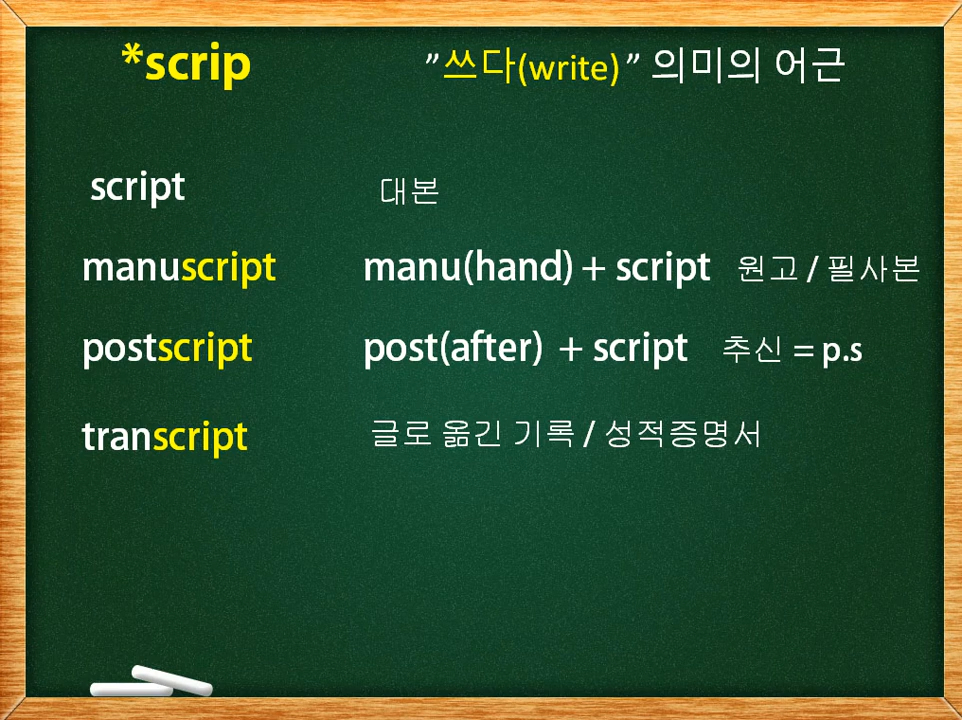 *scrip ”쓰다(write)” 의미의 어근
script 대본
manuscript manu(hand) + script 원고 / 필사본
postscript post(after) + script 추신 = p.s
transcript 글로 옮긴 기록 / 성적증명서